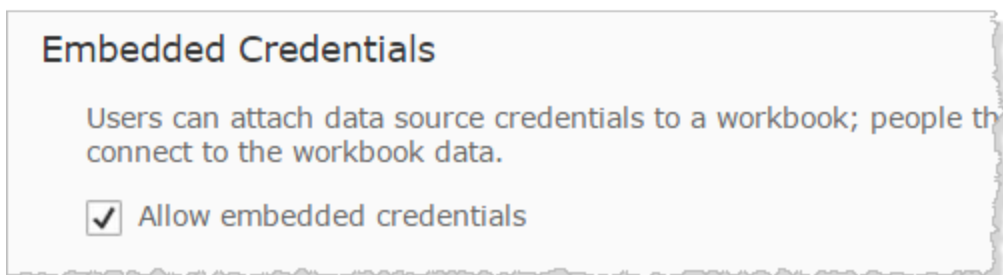 Embedded Credentials
Users can attach data source credentials to a workbook; people
connect to the workbook data.
Allow embedded credentials